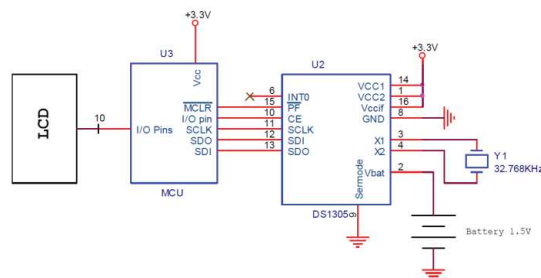 +3.3V
+3.3V
U3
U2
Vcc
LCD
10
I/O Pins
MCLR
I/O pin
SCLK
SDO
SDI
MCU
6
15
10
11
12
13
INT0
PF
CE
SCLK
SDI
SDO
VCC1
VCC2
Vccif
GND
X1
X2
Vbat
14
1
16
8
3
4
2
Sermode
9
DS1305
Y1
32.768KHz
Battery 1.5V